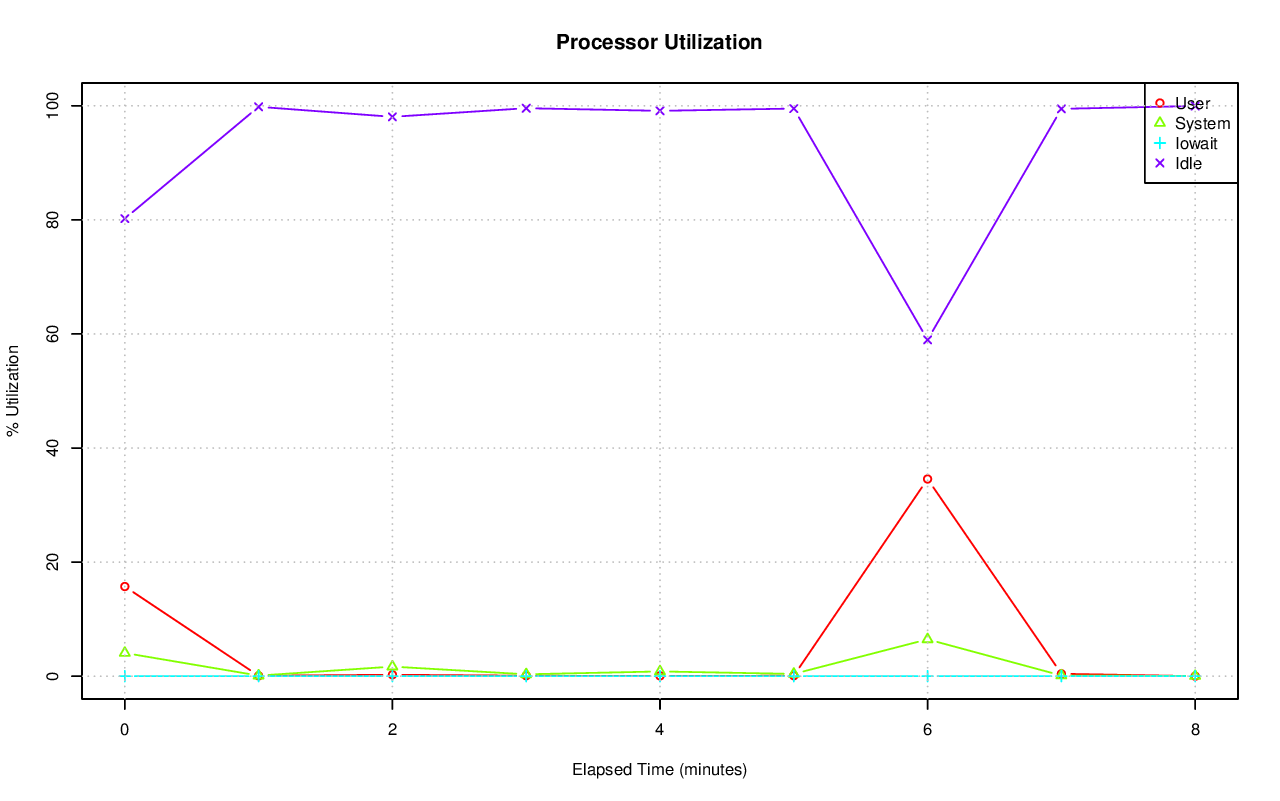 Processor Utilization
% Utilization
100
80
60
40
20
0
User
System
Iowait
Idle
0 2 4 6 8
Elapsed Time (minutes)